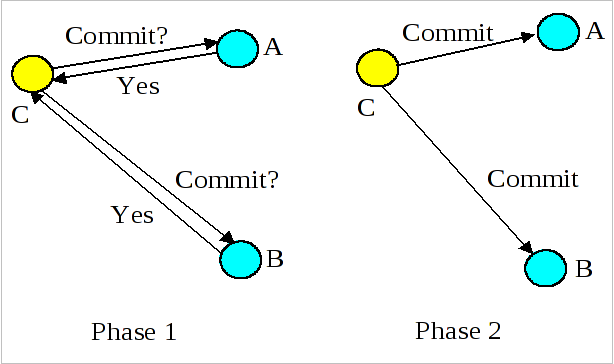 Commit?
A
Yes
C
Commit?
Yes
B
Phase 1
Commit
A
C
Commit
B
Phase 2